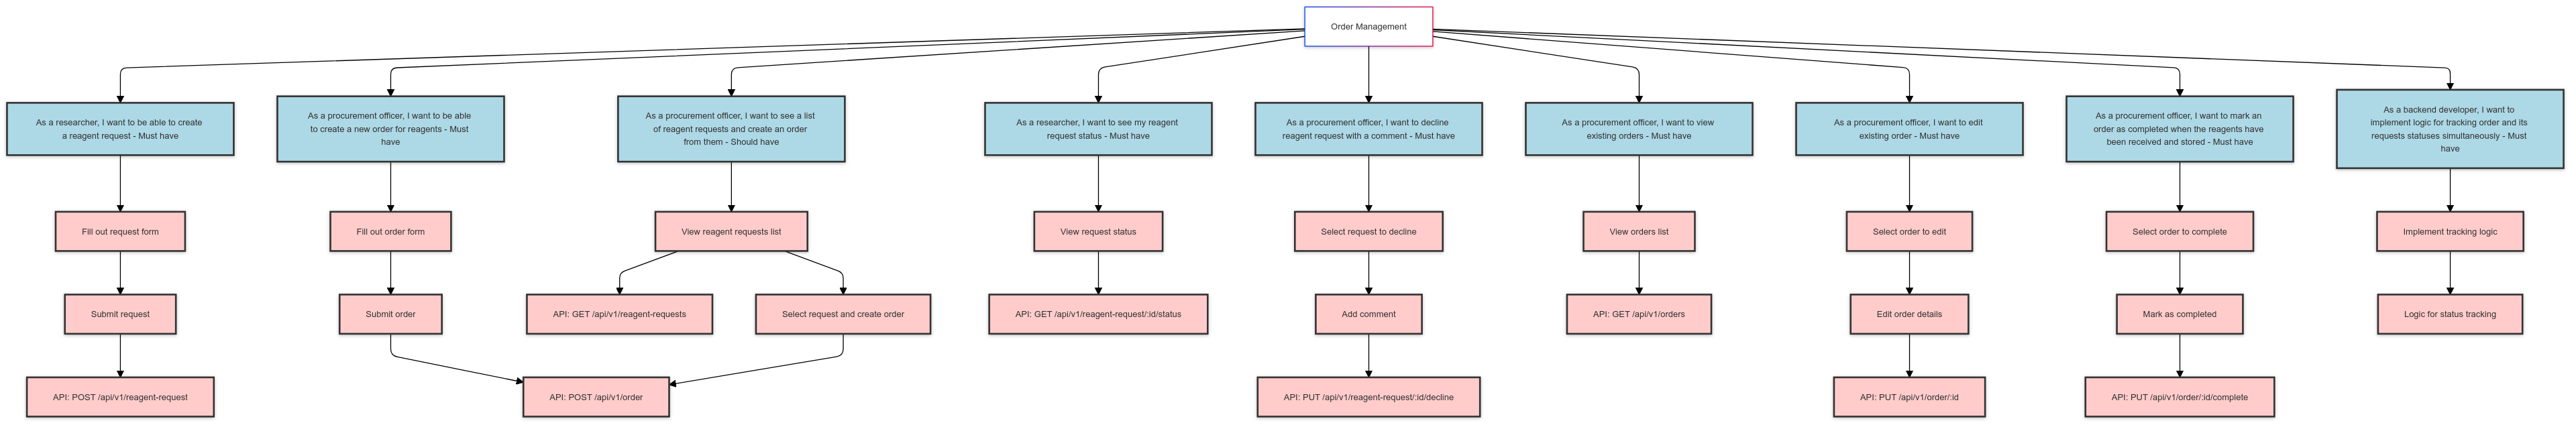 Order Management
As a researcher, I want to be able to create
a reagent request - Must have
As a procurement officer, I want to be able
to create a new order for reagents - Must
have
As a procurement officer, I want to see a list
of reagent requests and create an order
from them - Should have
As a researcher, I want to see my reagent
request status - Must have
As a procurement officer, I want to decline
reagent request with a comment - Must have
As a procurement officer, I want to view
existing orders - Must have
As a procurement officer, I want to edit
existing order - Must have
As a procurement officer, I want to mark an
order as completed when the reagents have
been received and stored - Must have
As a backend developer, I want to
implement logic for tracking order and its
requests statuses simultaneously - Must
have
Fill out request form
Fill out order form
View reagent requests list
View request status
Select request to decline
View orders list
Select order to edit
Select order to complete
Implement tracking logic
Submit request
Submit order
API: GET /api/v1/reagent-requests
Select request and create order
API: GET /api/v1/reagent-request/:id/status
Add comment
API: GET /api/v1/orders
Edit order details
Mark as completed
Logic for status tracking
API: POST /api/v1/reagent-request
API: POST /api/v1/order
API: PUT /api/v1/reagent-request/:id/decline
API: PUT /api/v1/order/:id
API: PUT /api/v1/order/:id/complete